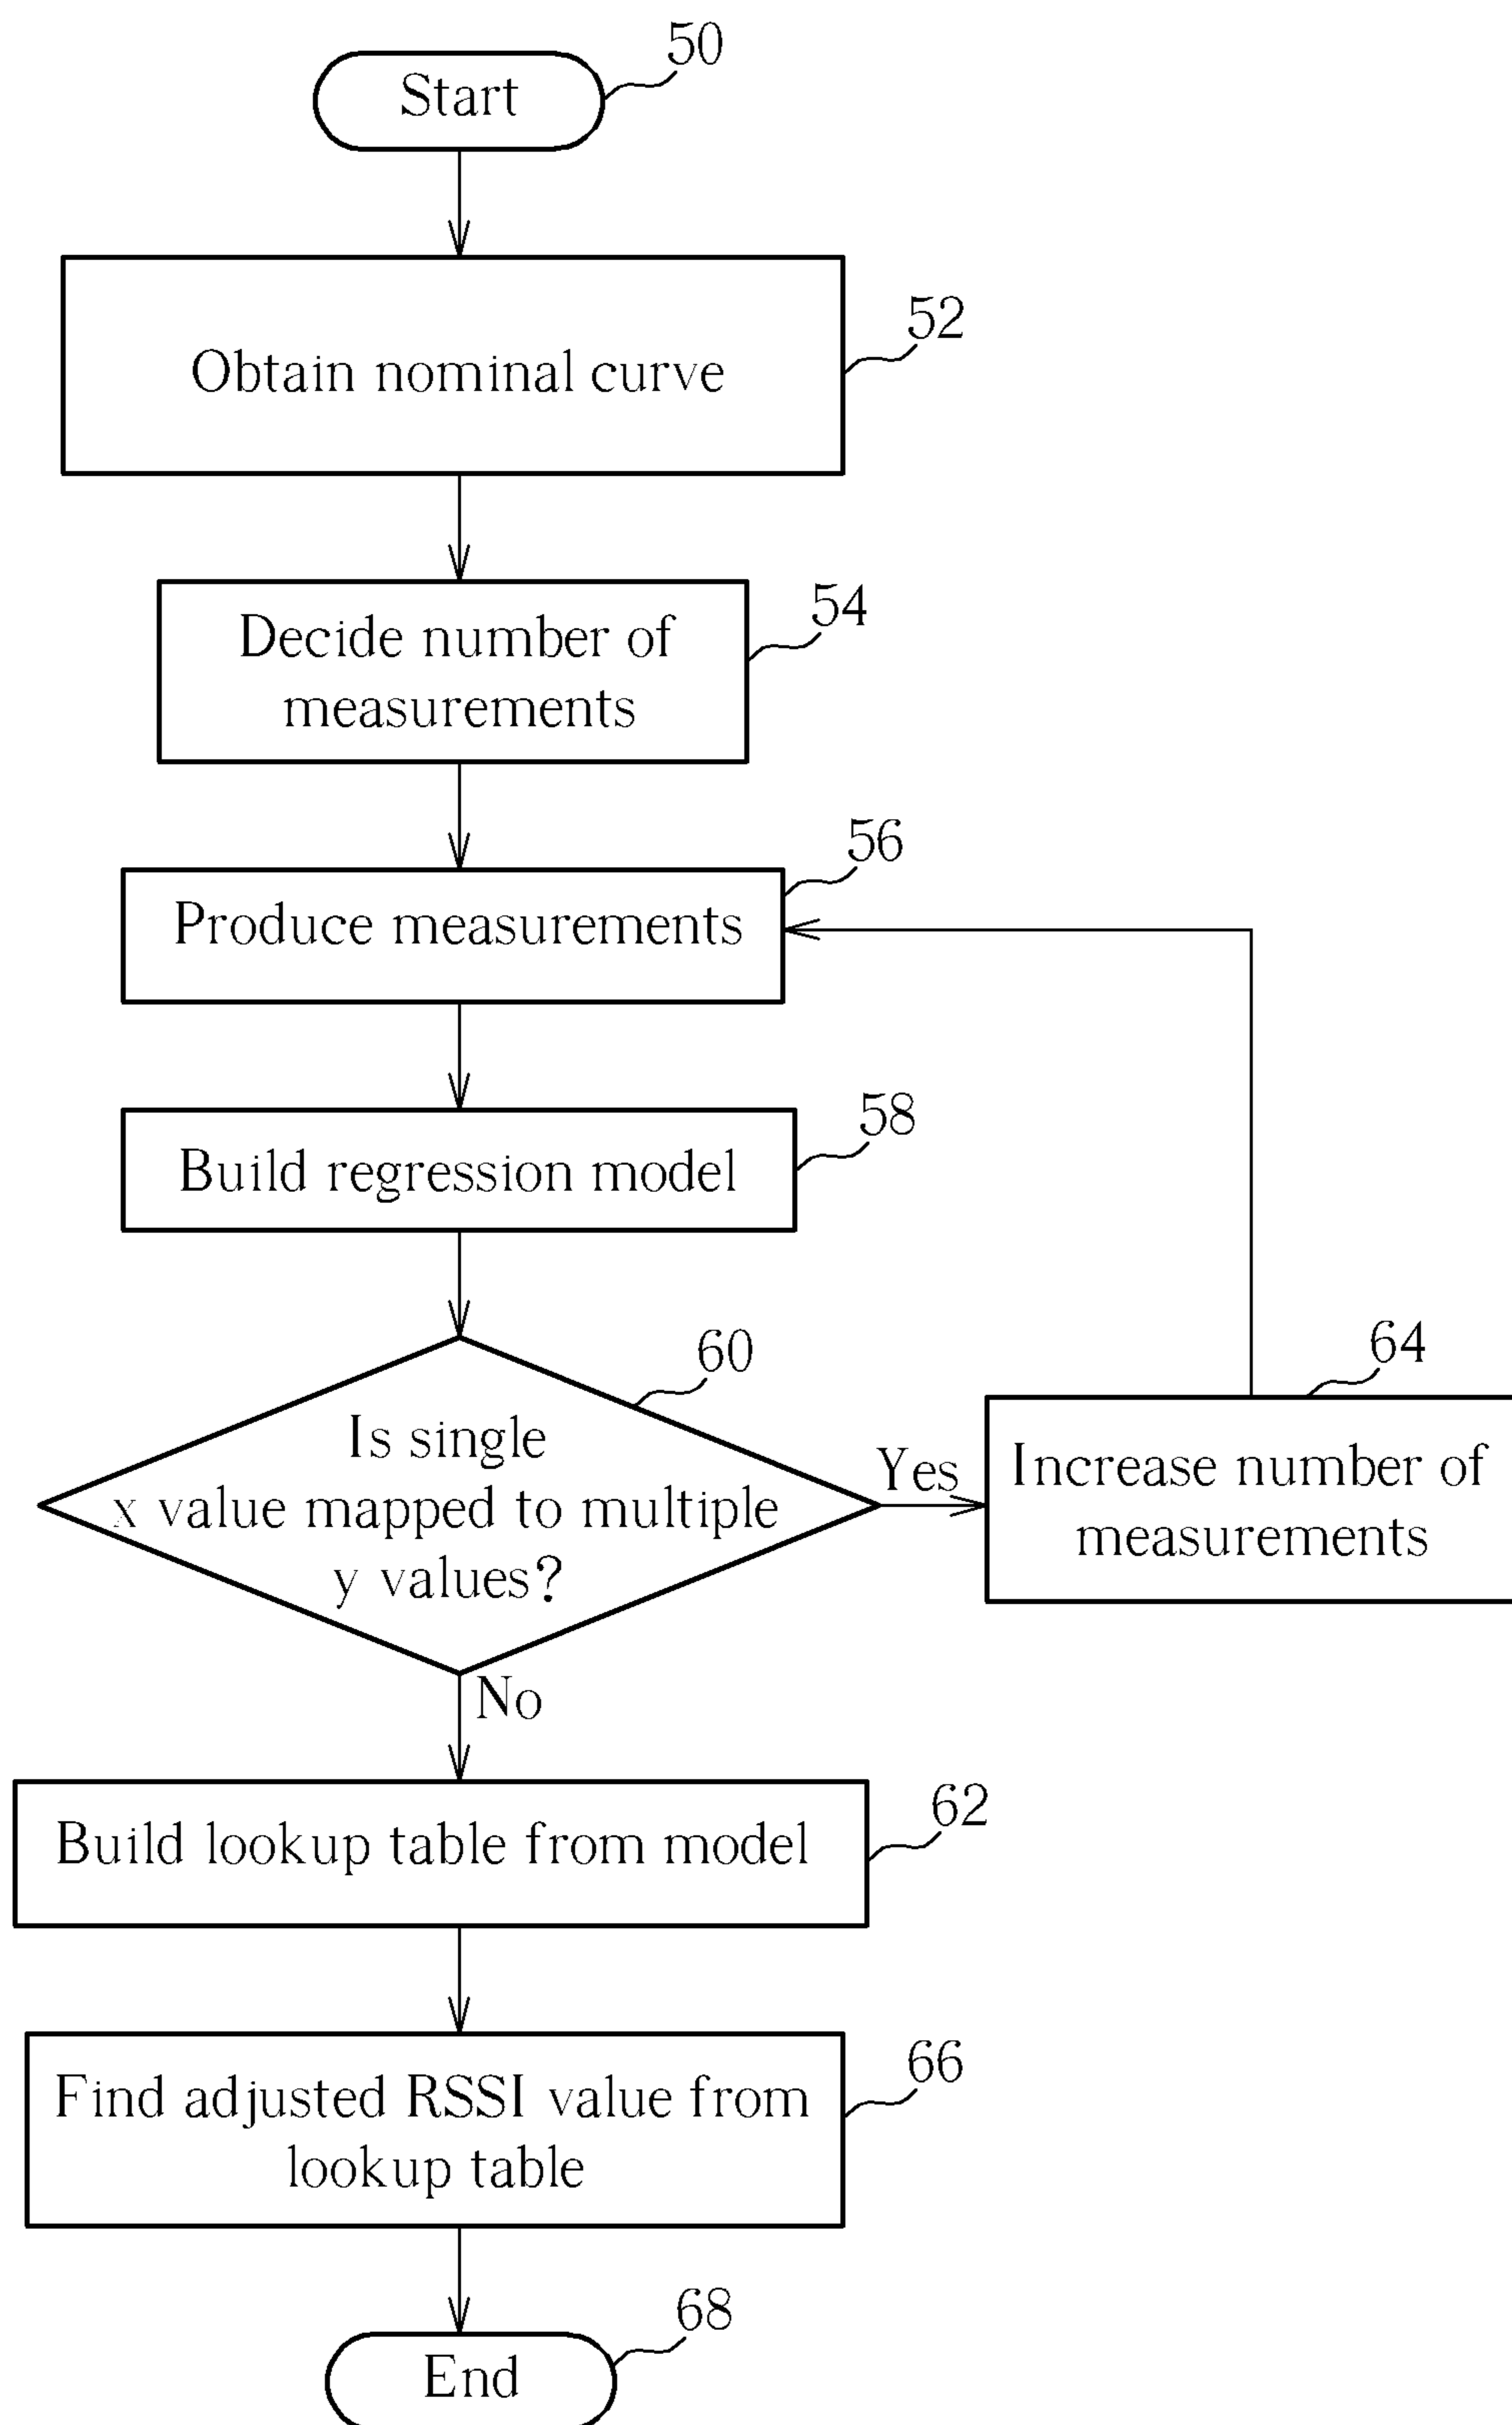 50
Start
52
Obtain nominal curve
54
Decide number of
measurements
56
Produce measurements
58
Build regression model
60
Is single
x value mapped to multiple
y values?
Yes
64
Increase number of
measurements
No
62
Build lookup table from model
66
Find adjusted RSSI value from
lookup table
68
End